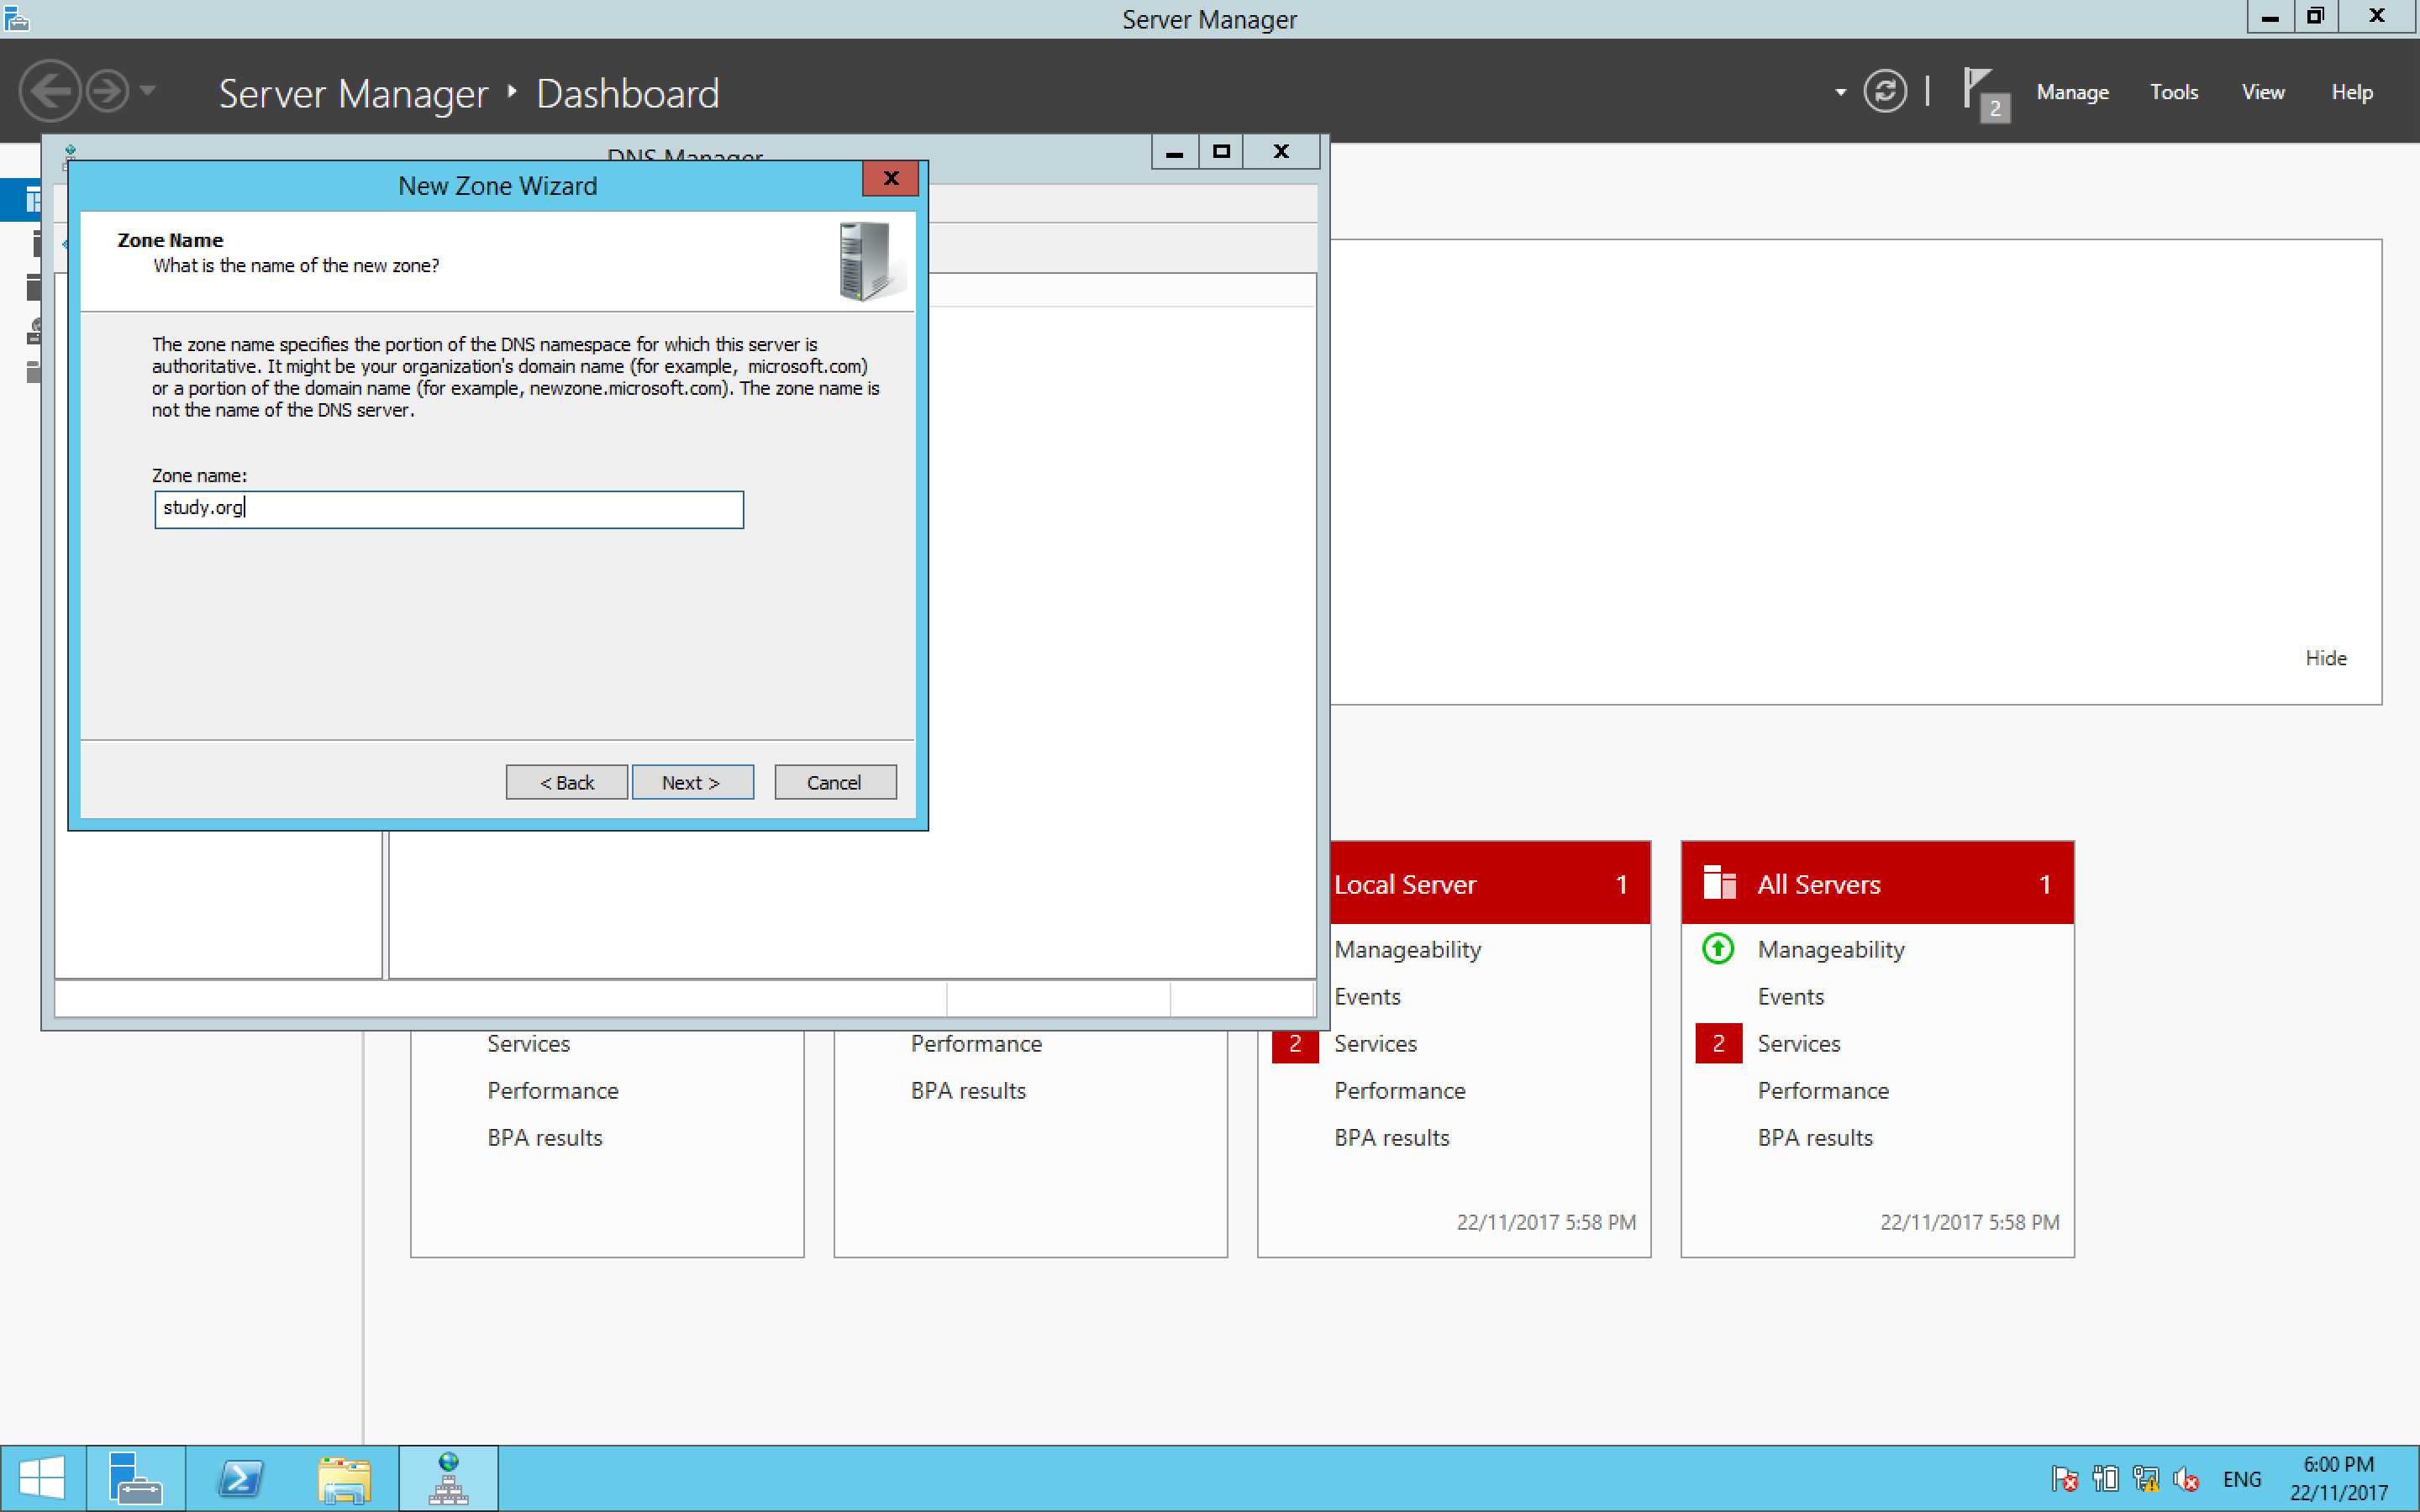 Server Manager
Server Manager Dashboard
2 Manage Tools View Help
DNS Manager
New Zone Wizard
Zone Name
What is the name of the new zone?
The zone name specifies the portion of the DNS namespace for which this server is
authoritative. It might be your organization's domain name (for example, microsoft.com)
or a portion of the domain name (for example, newzone.microsoft.com). The zone name is
not the name of the DNS server.
Zone name:
study.org
< Back Next > Cancel
Hide
Local Server 1
Manageability
Events
2 Services
Performance
BPA results
22/11/2017 5:58 PM
All Servers 1
Manageability
Events
2 Services
Performance
BPA results
22/11/2017 5:58 PM
Services
Performance
BPA results
Performance
BPA results
ENG
6:00 PM
22/11/2017